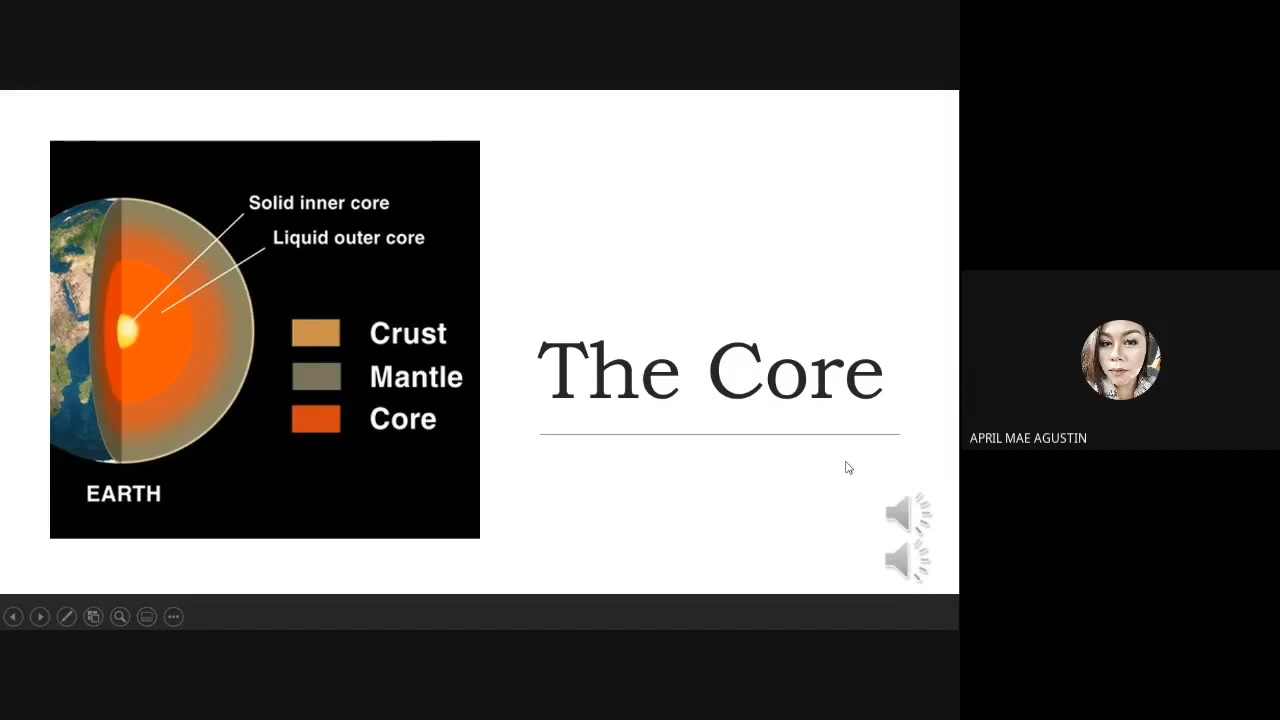 Solid inner core
Liquid outer core
Crust
Mantle
Core
EARTH
The Core
APRIL MAE AGUSTIN